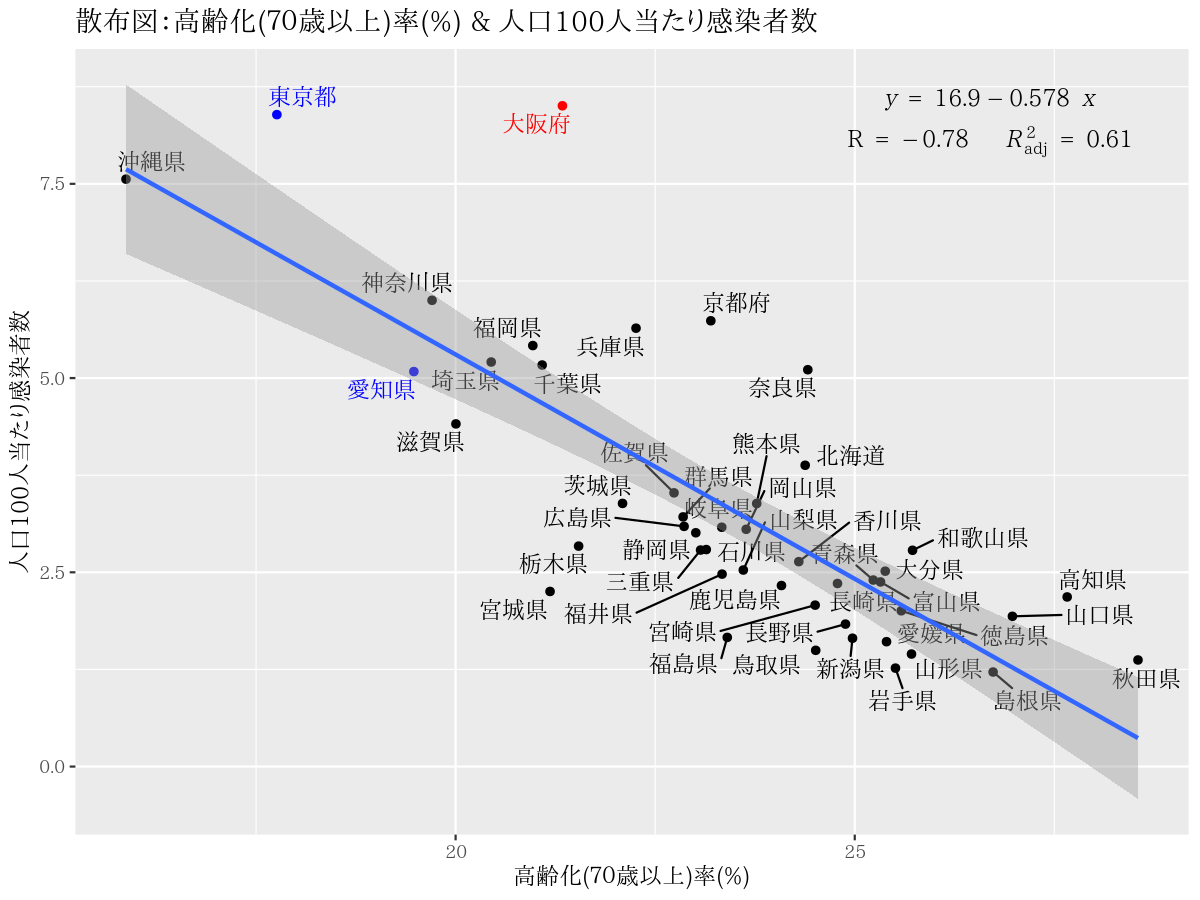 散布図：高齢化(70歳以上)率(%) & 人口100人当たり感染者数
y = 16.9 − 0.578 x
R = −0.78 R²adj = 0.61
人口100人当たり感染者数
7.5
5.0
2.5
0.0
東京都
大阪府
沖縄県
神奈川県
京都府
福岡県
兵庫県
愛知県
埼玉県
千葉県
奈良県
滋賀県
熊本県
佐賀県
北海道
茨城県
群馬県
岡山県
広島県
岐阜県
山梨県
香川県
和歌山県
静岡県
石川県
青森県
栃木県
大分県
三重県
高知県
宮城県
福井県
鹿児島県
長崎県
富山県
山口県
宮崎県
長野県
愛媛県
徳島県
福島県
鳥取県
新潟県
山形県
秋田県
岩手県
島根県
20
25
高齢化(70歳以上)率(%)